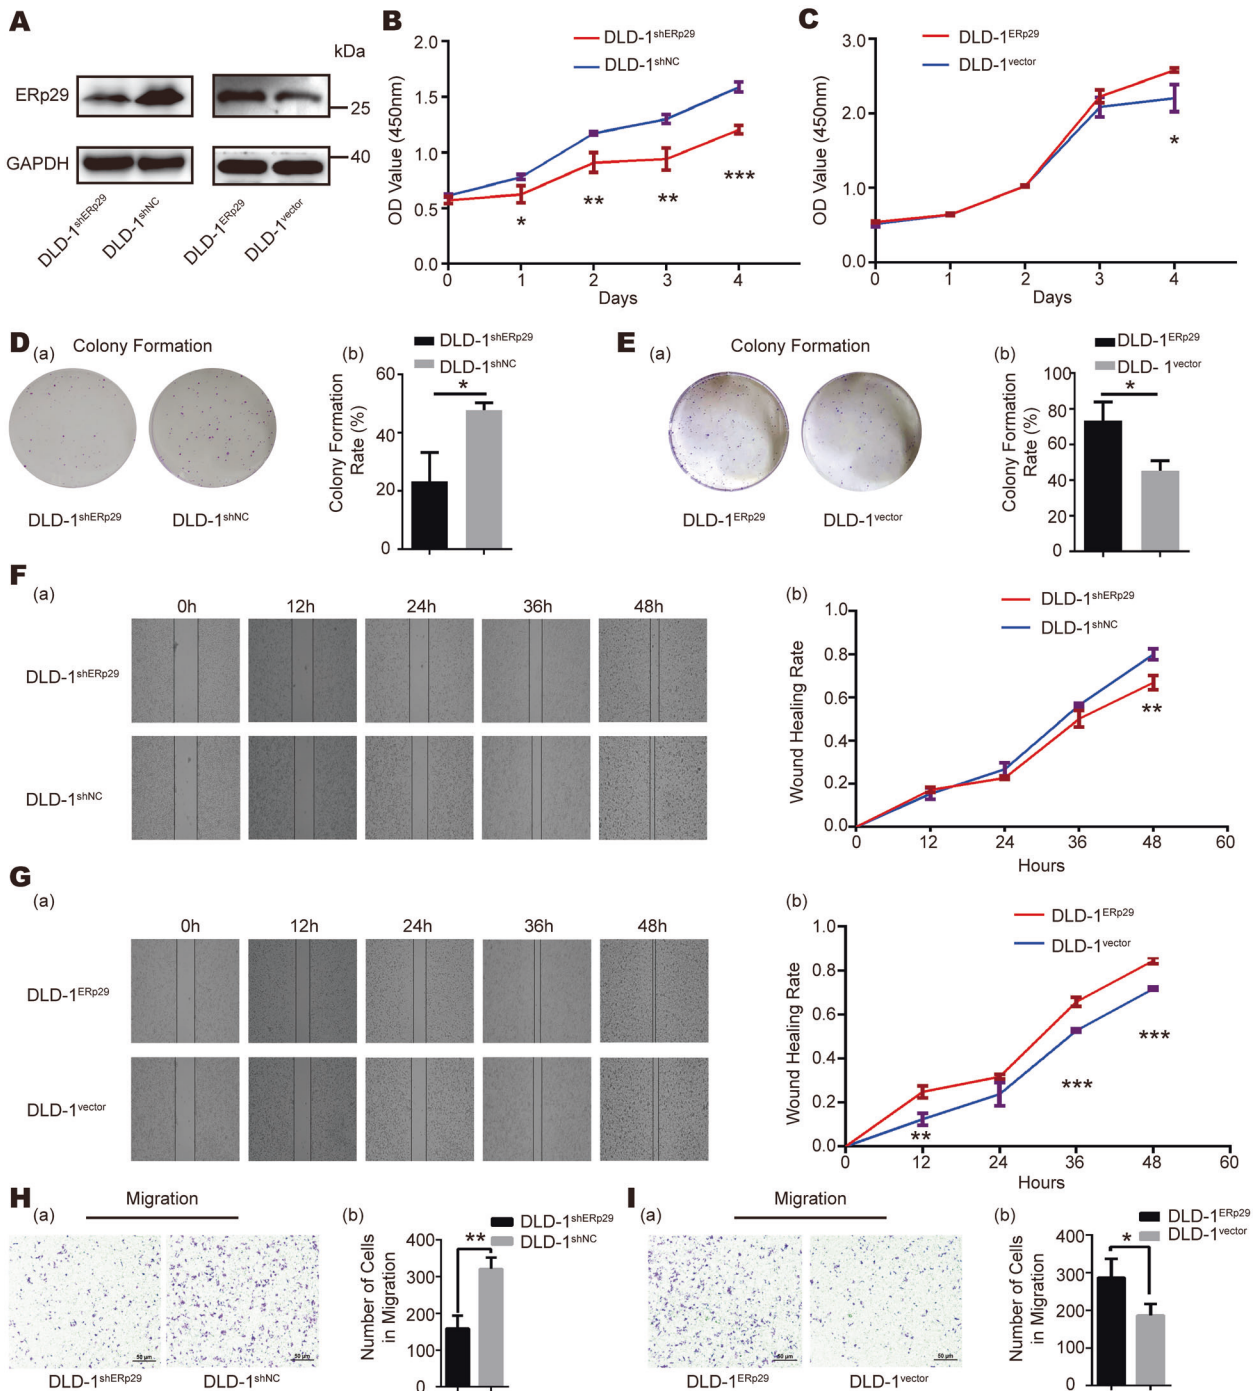 A
kDa
ERp29
25
GAPDH
40
DLD-1shERp29
DLD-1shNC
DLD-1ERp29
DLD-1vector
B
DLD-1shERp29
DLD-1shNC
OD Value (450nm)
2.0
1.5
1.0
0.5
0.0
* ** ** ***
0 1 2 3 4
Days
C
DLD-1ERp29
DLD-1vector
OD Value (450nm)
3.0
2.0
1.0
0.0
*
0 1 2 3 4
Days
D
(a)
Colony Formation
DLD-1shERp29
DLD-1shNC
(b)
DLD-1shERp29
DLD-1shNC
Colony Formation
Rate (%)
60
40
20
0
*
E
(a)
Colony Formation
DLD-1ERp29
DLD-1vector
(b)
DLD-1ERp29
DLD- 1vector
Colony Formation
Rate (%)
100
80
60
40
20
0
*
F
(a)
0h 12h 24h 36h 48h
DLD-1shERp29
DLD-1shNC
(b)
DLD-1shERp29
DLD-1shNC
Wound Healing Rate
1.0
0.8
0.6
0.4
0.2
0.0
**
0 12 24 36 48 60
Hours
G
(a)
0h 12h 24h 36h 48h
DLD-1ERp29
DLD-1vector
(b)
DLD-1ERp29
DLD-1vector
Wound Healing Rate
1.0
0.8
0.6
0.4
0.2
0.0
** *** ***
0 12 24 36 48 60
Hours
H
Migration
(a)
50 μm
50 μm
DLD-1shERp29
DLD-1shNC
(b)
DLD-1shERp29
DLD-1shNC
Number of Cells
in Migration
400
300
200
100
0
**
I
Migration
(a)
50 μm
50 μm
DLD-1ERp29
DLD-1vector
(b)
DLD-1ERp29
DLD-1vector
Number of Cells
in Migration
400
300
200
100
0
*